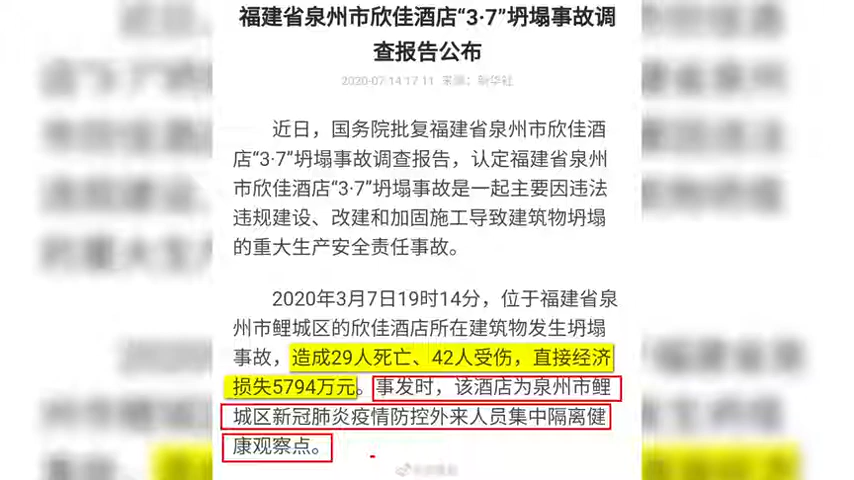 福建省泉州市欣佳酒店“3·7”坍塌事故调
查报告公布
2020-07-14 17:11 来源：新华社
近日，国务院批复福建省泉州市欣佳酒
店“3·7”坍塌事故调查报告，认定福建省泉州
市欣佳酒店“3·7”坍塌事故是一起主要因违法
违规建设、改建和加固施工导致建筑物坍塌
的重大生产安全责任事故。
2020年3月7日19时14分，位于福建省泉
州市鲤城区的欣佳酒店所在建筑物发生坍塌
事故，造成29人死亡、42人受伤，直接经济
损失5794万元。事发时，该酒店为泉州市鲤
城区新冠肺炎疫情防控外来人员集中隔离健
康观察点。